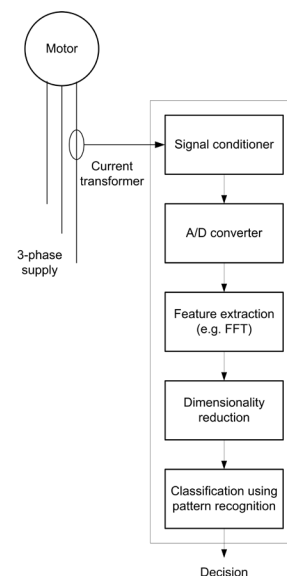 Motor
Signal conditioner
Current
transformer
A/D converter
3-phase
supply
Feature extraction
(e.g. FFT)
Dimensionality
reduction
Classification using
pattern recognition
Decision